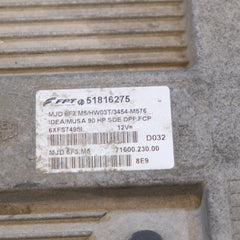 FPT 51816275
MJD 6F3.M5/HW03T/3454-M576
IDEA/MUSA 90 HP SDE DPF FCP
6XFS7495L 12V=
D032
MJD 6F3.M5 71600.230.00
8E9